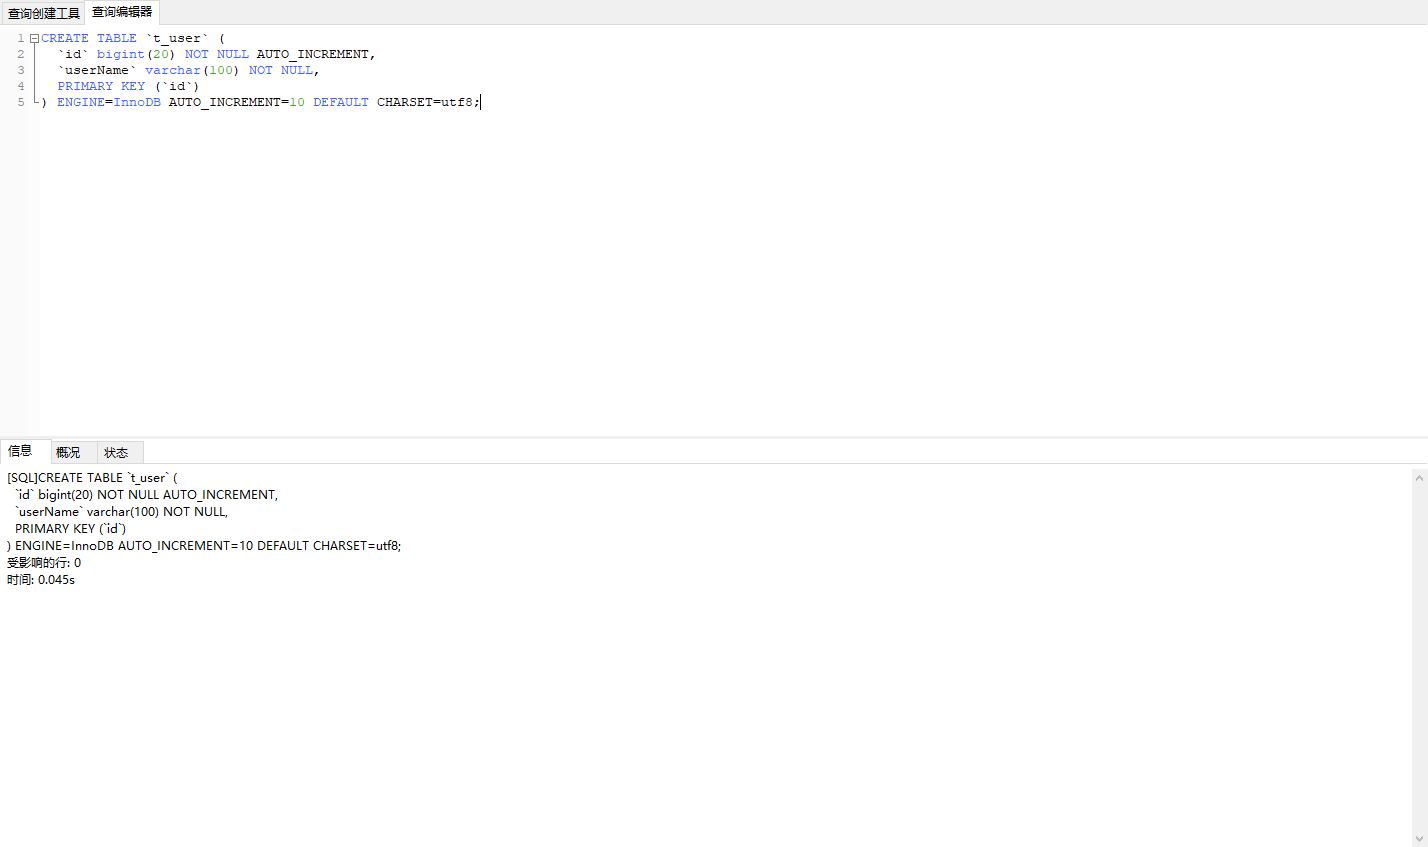 查询创建工具 查询编辑器
1 CREATE TABLE `t_user` (
2 `id` bigint(20) NOT NULL AUTO_INCREMENT,
3 `userName` varchar(100) NOT NULL,
4 PRIMARY KEY (`id`)
5 ) ENGINE=InnoDB AUTO_INCREMENT=10 DEFAULT CHARSET=utf8;
信息 概况 状态
[SQL]CREATE TABLE `t_user` (
`id` bigint(20) NOT NULL AUTO_INCREMENT,
`userName` varchar(100) NOT NULL,
PRIMARY KEY (`id`)
) ENGINE=InnoDB AUTO_INCREMENT=10 DEFAULT CHARSET=utf8;
受影响的行: 0
时间: 0.045s